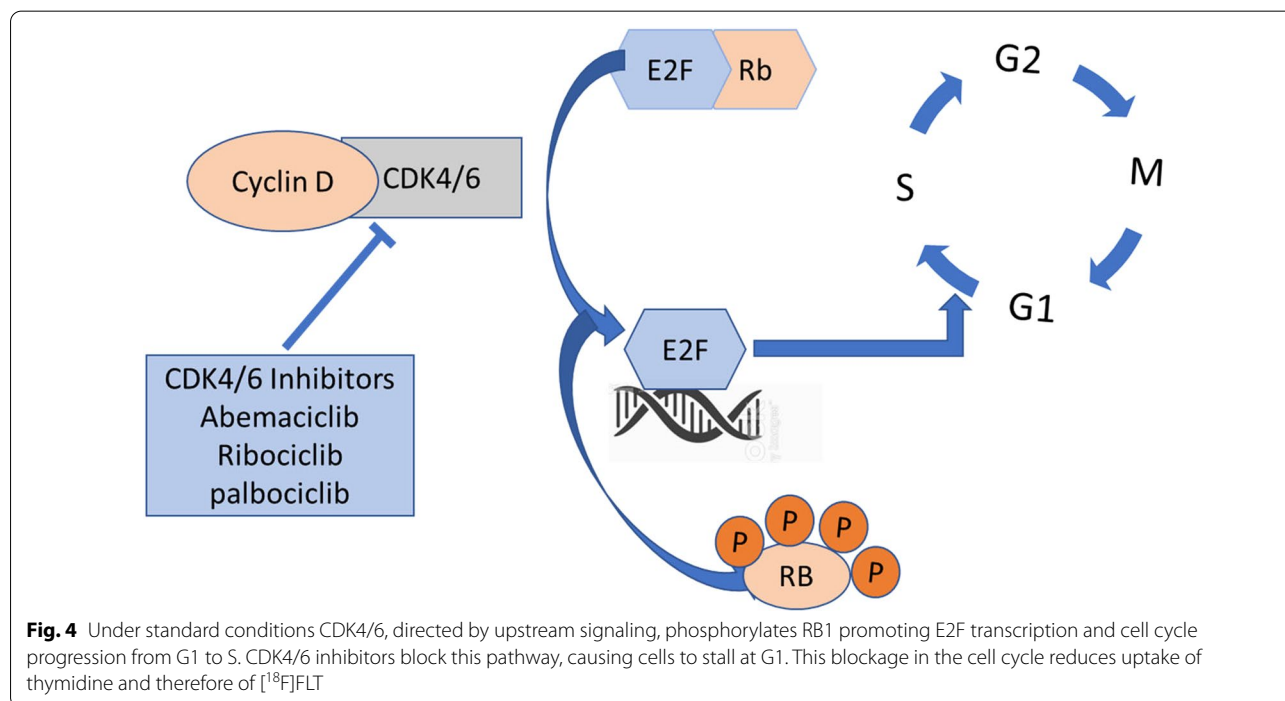 E2F
Rb
G2
Cyclin D
CDK4/6
S
M
G1
E2F
CDK4/6 Inhibitors
Abemaciclib
Ribociclib
palbociclib
P
P
P
P
RB
Fig. 4 Under standard conditions CDK4/6, directed by upstream signaling, phosphorylates RB1 promoting E2F transcription and cell cycle
progression from G1 to S. CDK4/6 inhibitors block this pathway, causing cells to stall at G1. This blockage in the cell cycle reduces uptake of
thymidine and therefore of [¹⁸F]FLT